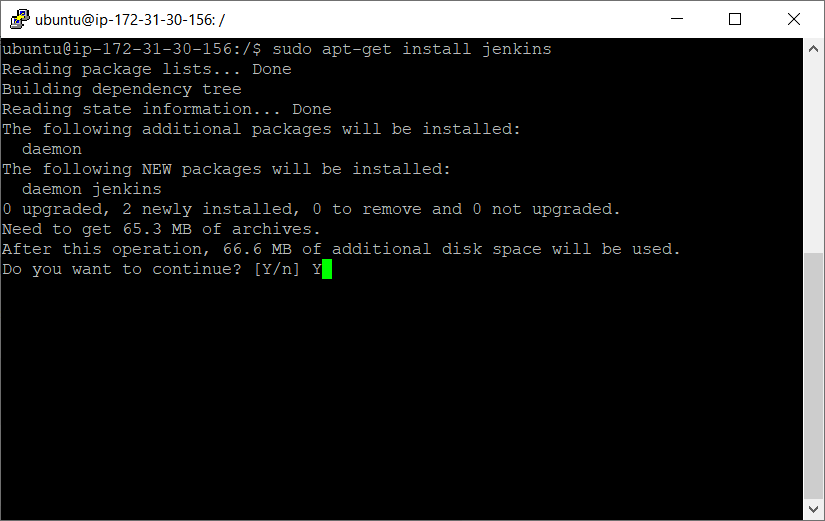 ubuntu@ip-172-31-30-156: /
ubuntu@ip-172-31-30-156:/$ sudo apt-get install jenkins
Reading package lists... Done
Building dependency tree
Reading state information... Done
The following additional packages will be installed:
  daemon
The following NEW packages will be installed:
  daemon jenkins
0 upgraded, 2 newly installed, 0 to remove and 0 not upgraded.
Need to get 65.3 MB of archives.
After this operation, 66.6 MB of additional disk space will be used.
Do you want to continue? [Y/n] Y